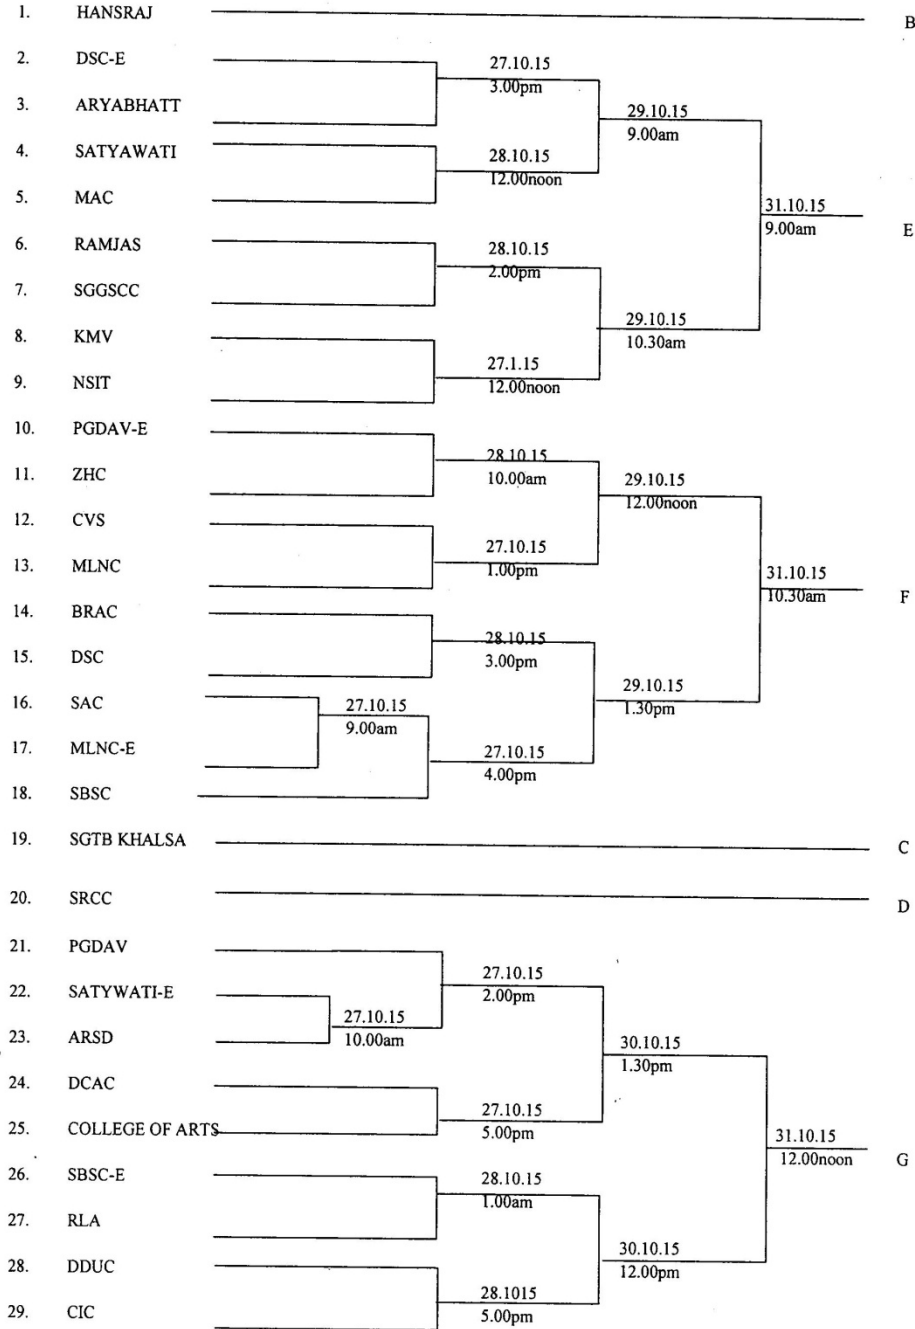 1. HANSRAJ B
2. DSC-E
27.10.15
3.00pm
3. ARYABHATT
29.10.15
9.00am
4. SATYAWATI
28.10.15
12.00noon
5. MAC
31.10.15
9.00am E
6. RAMJAS
28.10.15
2.00pm
7. SGGSCC
29.10.15
10.30am
8. KMV
27.1.15
12.00noon
9. NSIT
10. PGDAV-E
28.10.15
10.00am
11. ZHC
29.10.15
12.00noon
12. CVS
27.10.15
1.00pm
13. MLNC
31.10.15
10.30am F
14. BRAC
28.10.15
3.00pm
15. DSC
29.10.15
1.30pm
16. SAC 27.10.15
9.00am
17. MLNC-E
27.10.15
4.00pm
18. SBSC
19. SGTB KHALSA C
20. SRCC D
21. PGDAV
27.10.15
2.00pm
22. SATYWATI-E
27.10.15
10.00am
23. ARSD
30.10.15
1.30pm
24. DCAC
27.10.15
5.00pm
25. COLLEGE OF ARTS
31.10.15
12.00noon G
26. SBSC-E
28.10.15
1.00am
27. RLA
30.10.15
12.00pm
28. DDUC
28.1015
5.00pm
29. CIC